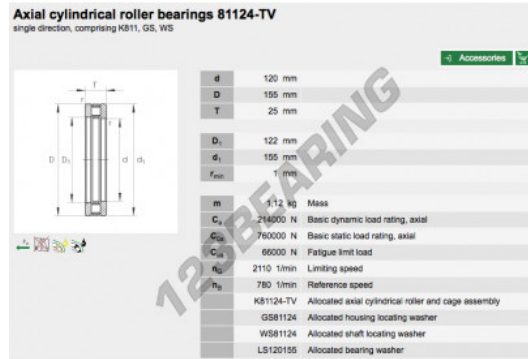 Axial cylindrical roller bearings 81124-TV
single direction, comprising K811, GS, WS
Accessories
T
r
r
D D₁ d d₁
d 120 mm
D 155 mm
T 25 mm
D₁ 122 mm
d₁ 155 mm
rmin 1 mm
m 1,12 kg Mass
Ca 214000 N Basic dynamic load rating, axial
C0a 760000 N Basic static load rating, axial
Cua 66000 N Fatigue limit load
nG 2110 1/min Limiting speed
nB 780 1/min Reference speed
K81124-TV Allocated axial cylindrical roller and cage assembly
GS81124 Allocated housing locating washer
WS81124 Allocated shaft locating washer
LS120155 Allocated bearing washer
123BEARING